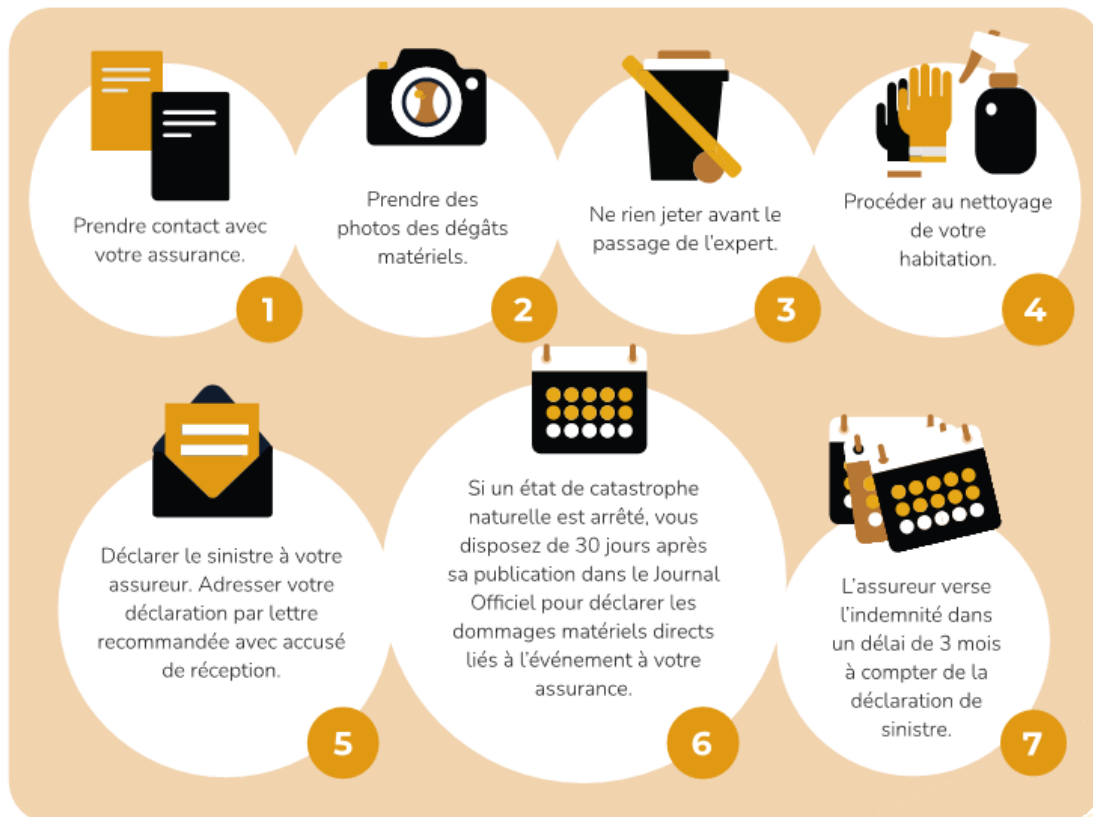 Prendre contact avec
votre assurance.
1
Prendre des
photos des dégâts
matériels.
2
Ne rien jeter avant le
passage de l'expert.
3
Procéder au nettoyage
de votre
habitation.
4
Déclarer le sinistre à votre
assureur. Adresser votre
déclaration par lettre
recommandée avec accusé
de réception.
5
Si un état de catastrophe
naturelle est arrêté, vous
disposez de 30 jours après
sa publication dans le Journal
Officiel pour déclarer les
dommages matériels directs
liés à l'événement à votre
assurance.
6
L'assureur verse
l'indemnité dans
un délai de 3 mois
à compter de la
déclaration de
sinistre.
7